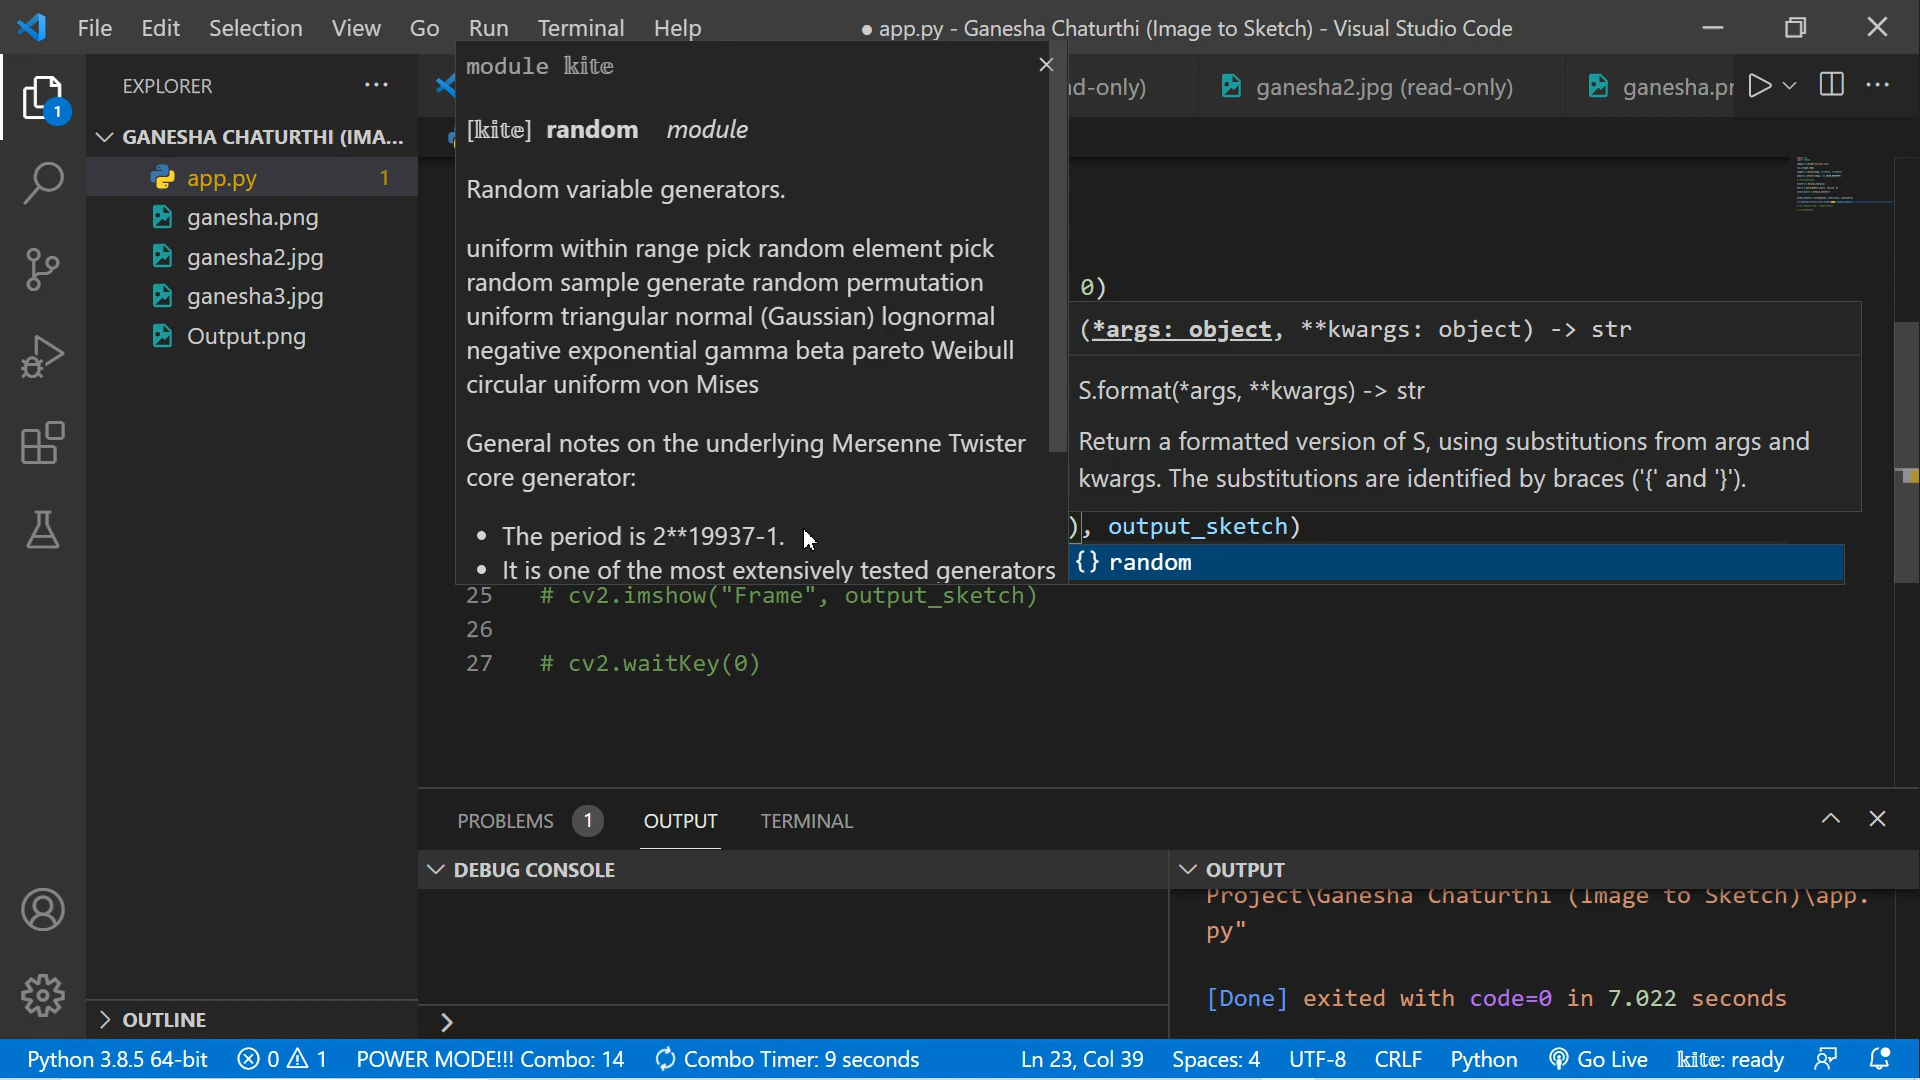 File Edit Selection View Go Run Terminal Help
● app.py - Ganesha Chaturthi (Image to Sketch) - Visual Studio Code
EXPLORER
d-only)
ganesha2.jpg (read-only)
ganesha.pr
GANESHA CHATURTHI (IMA...
app.py 1
ganesha.png
ganesha2.jpg
ganesha3.jpg
Output.png
OUTLINE
module kite
[kite] random module
Random variable generators.
uniform within range pick random element pick
random sample generate random permutation
uniform triangular normal (Gaussian) lognormal
negative exponential gamma beta pareto Weibull
circular uniform von Mises
General notes on the underlying Mersenne Twister
core generator:
• The period is 2**19937-1.
• It is one of the most extensively tested generators
0)
(*args: object, **kwargs: object) -> str
S.format(*args, **kwargs) -> str
Return a formatted version of S, using substitutions from args and
kwargs. The substitutions are identified by braces ('{' and '}').
), output_sketch)
{} random
25 # cv2.imshow("Frame", output_sketch)
26
27 # cv2.waitKey(0)
PROBLEMS 1 OUTPUT TERMINAL
DEBUG CONSOLE
OUTPUT
Project\Ganesha Chaturthi (Image to Sketch)\app.
py"
[Done] exited with code=0 in 7.022 seconds
1
Python 3.8.5 64-bit 0 1 POWER MODE!!! Combo: 14 Combo Timer: 9 seconds Ln 23, Col 39 Spaces: 4 UTF-8 CRLF Python Go Live kite: ready